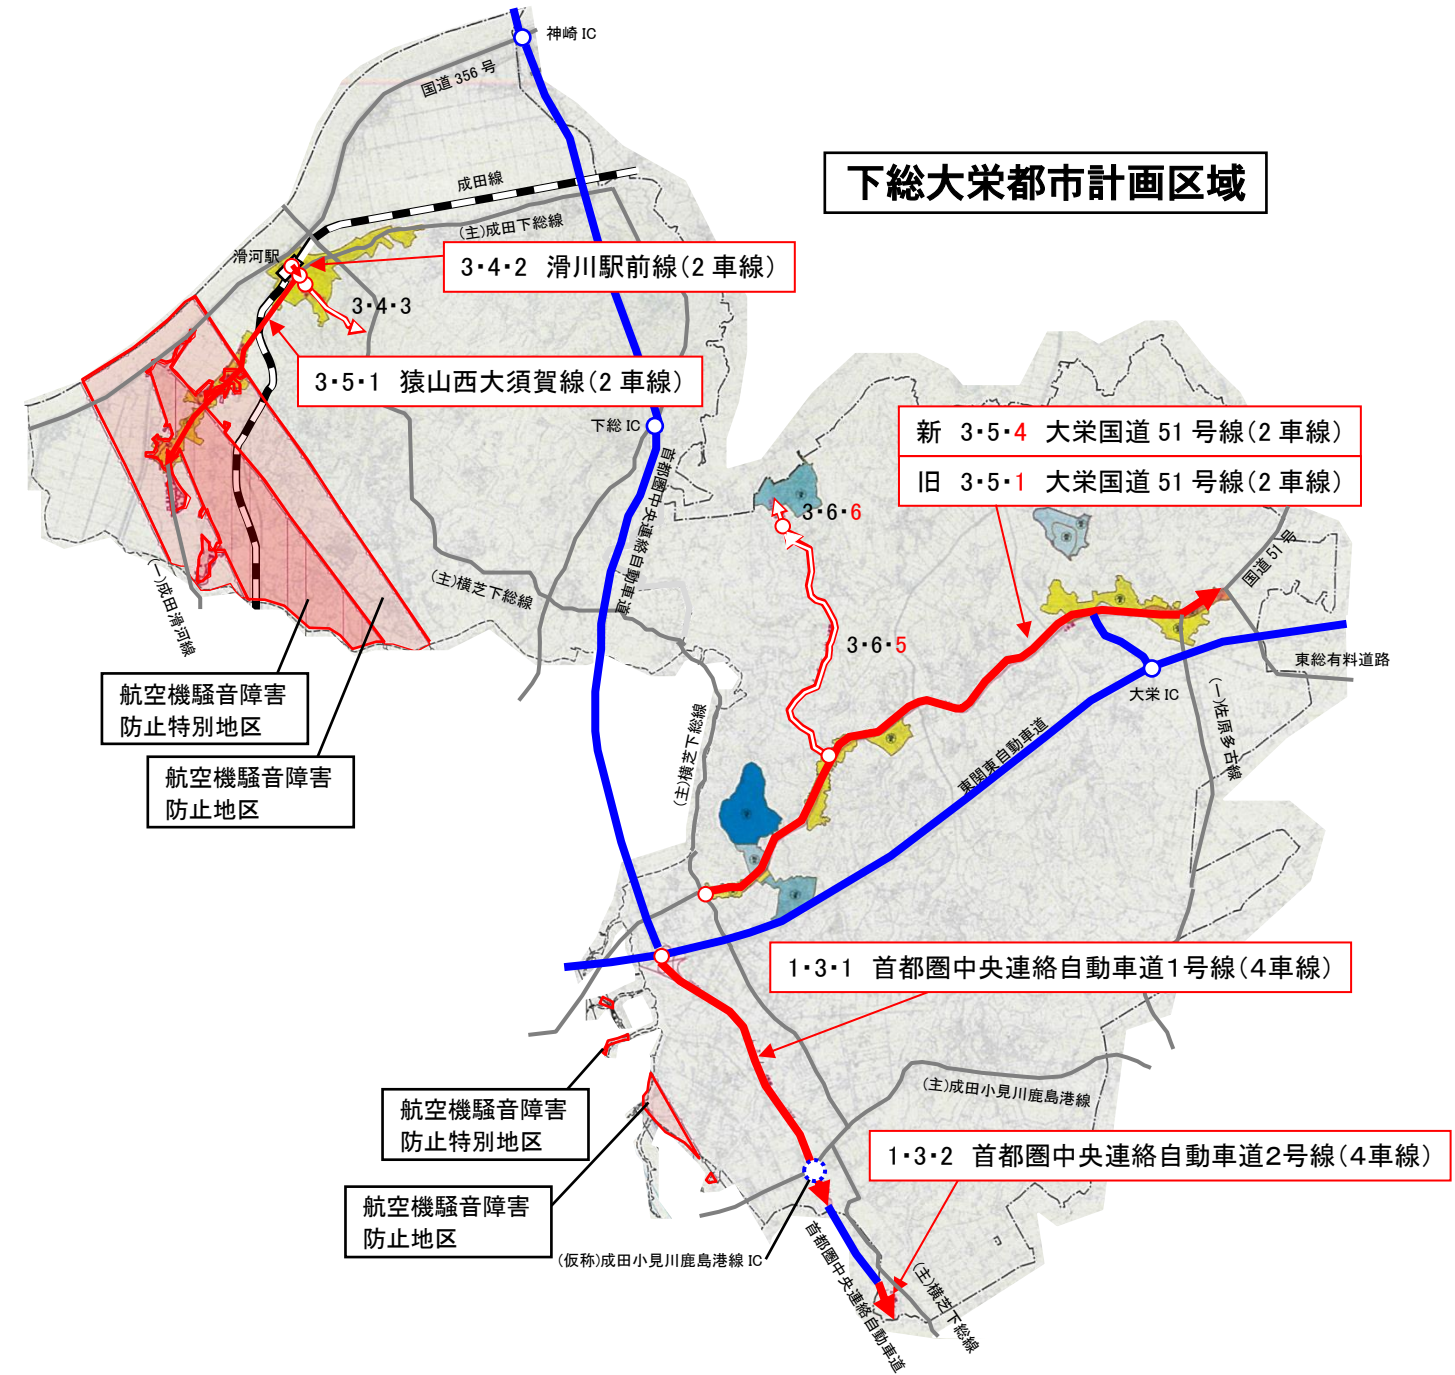 神崎 IC
国道 356 号
下総大栄都市計画区域
成田線
(主)成田下総線
滑河駅
3・4・2 滑川駅前線(2 車線)
3・4・3
3・5・1 猿山西大須賀線(2 車線)
下総 IC
新 3・5・4 大栄国道 51 号線(2 車線)
旧 3・5・1 大栄国道 51 号線(2 車線)
首都圏中央連絡自動車道
3・6・6
国道 51 号
(主)横芝下総線
(一)成田滑河線
3・6・5
東総有料道路
大栄 IC
航空機騒音障害
防止特別地区
(一)佐原多古線
(主)横芝下総線
東関東自動車道
航空機騒音障害
防止地区
1・3・1 首都圏中央連絡自動車道1号線(4車線)
(主)成田小見川鹿島港線
航空機騒音障害
防止特別地区
1・3・2 首都圏中央連絡自動車道2号線(4車線)
航空機騒音障害
防止地区
(仮称)成田小見川鹿島港線 IC
首都圏中央連絡自動車道
(主)横芝下総線